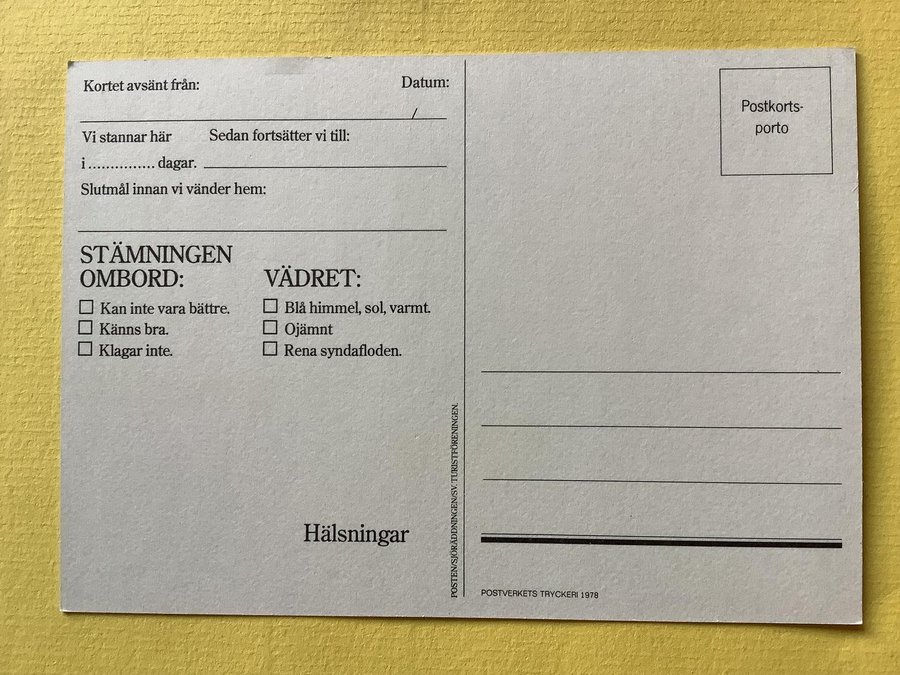 Kortet avsänt från: Datum:
/
Vi stannar här Sedan fortsätter vi till:
i ............... dagar.
Slutmål innan vi vänder hem:
STÄMNINGEN
OMBORD:
Kan inte vara bättre.
Känns bra.
Klagar inte.
VÄDRET:
Blå himmel, sol, varmt.
Ojämnt
Rena syndafloden.
Hälsningar
POSTEN/SJÖRÄDDNINGEN/SV. TURISTFÖRENINGEN.
Postkorts-
porto
POSTVERKETS TRYCKERI 1978